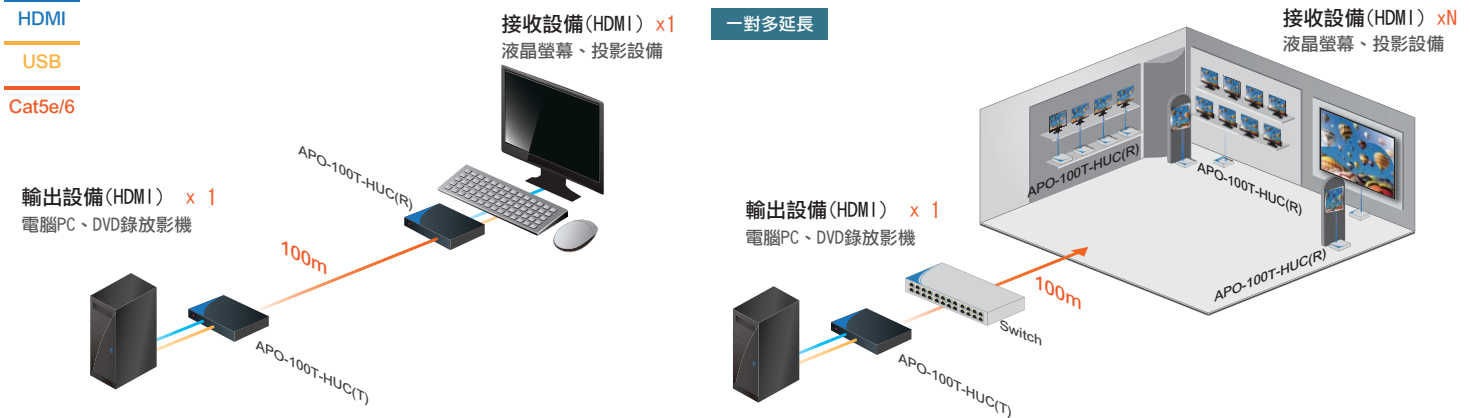 HDMI
USB
Cat5e/6
接收設備(HDMI) x1
液晶螢幕、投影設備
APO-100T-HUC(R)
輸出設備(HDMI) x 1
電腦PC、DVD錄放影機
100m
APO-100T-HUC(T)
一對多延長
接收設備(HDMI) xN
液晶螢幕、投影設備
APO-100T-HUC(R)
APO-100T-HUC(R)
APO-100T-HUC(R)
輸出設備(HDMI) x 1
電腦PC、DVD錄放影機
100m
Switch
APO-100T-HUC(T)